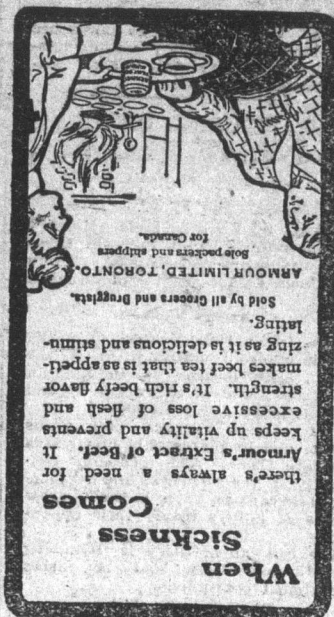 When
Sickness
Comes
there's always a need for
Armour's Extract of Beef. It
keeps up vitality and prevents
excessive loss of flesh and
strength. It's rich beefy flavor
makes beef tea that is as appeti-
zing as it is delicious and stimu-
lating.
Sold by all Grocers and Druggists.
ARMOUR LIMITED, TORONTO.
Sole packers and shippers
for Canada.